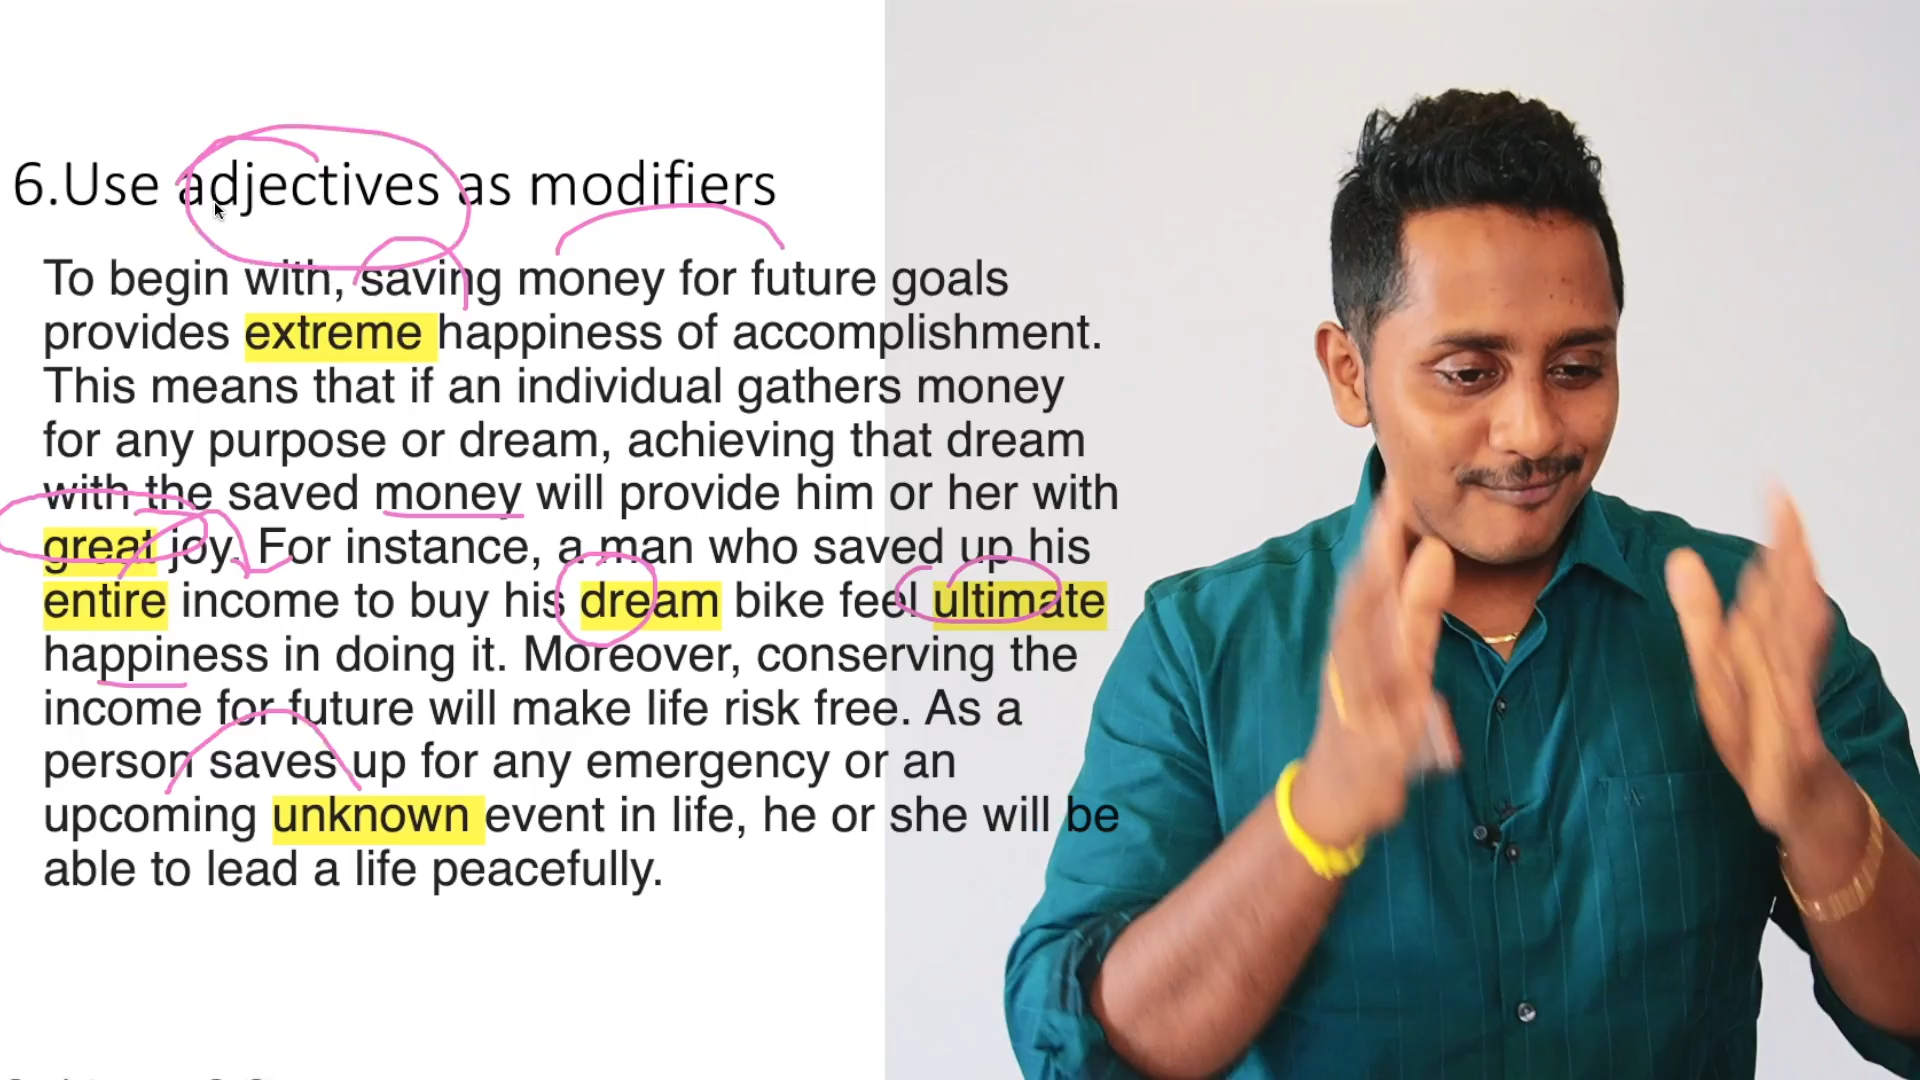 6.Use adjectives as modifiers
To begin with, saving money for future goals
provides extreme happiness of accomplishment.
This means that if an individual gathers money
for any purpose or dream, achieving that dream
with the saved money will provide him or her with
great joy. For instance, a man who saved up his
entire income to buy his dream bike feel ultimate
happiness in doing it. Moreover, conserving the
income for future will make life risk free. As a
person saves up for any emergency or an
upcoming unknown event in life, he or she will be
able to lead a life peacefully.